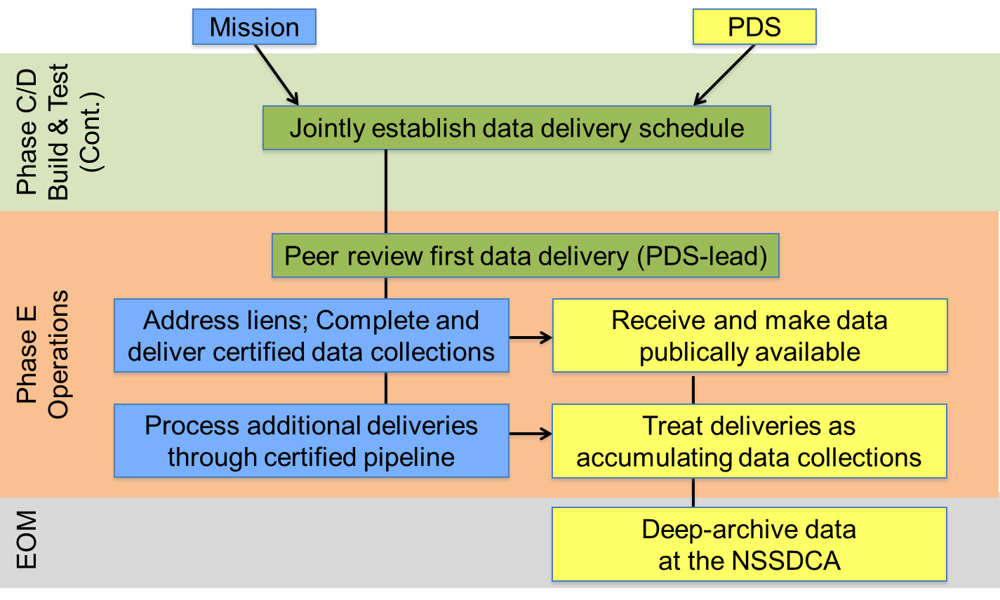 Mission
PDS
Phase C/D
Build & Test
(Cont.)
Jointly establish data delivery schedule
Phase E
Operations
Peer review first data delivery (PDS-lead)
Address liens; Complete and
deliver certified data collections
Receive and make data
publically available
Process additional deliveries
through certified pipeline
Treat deliveries as
accumulating data collections
EOM
Deep-archive data
at the NSSDCA